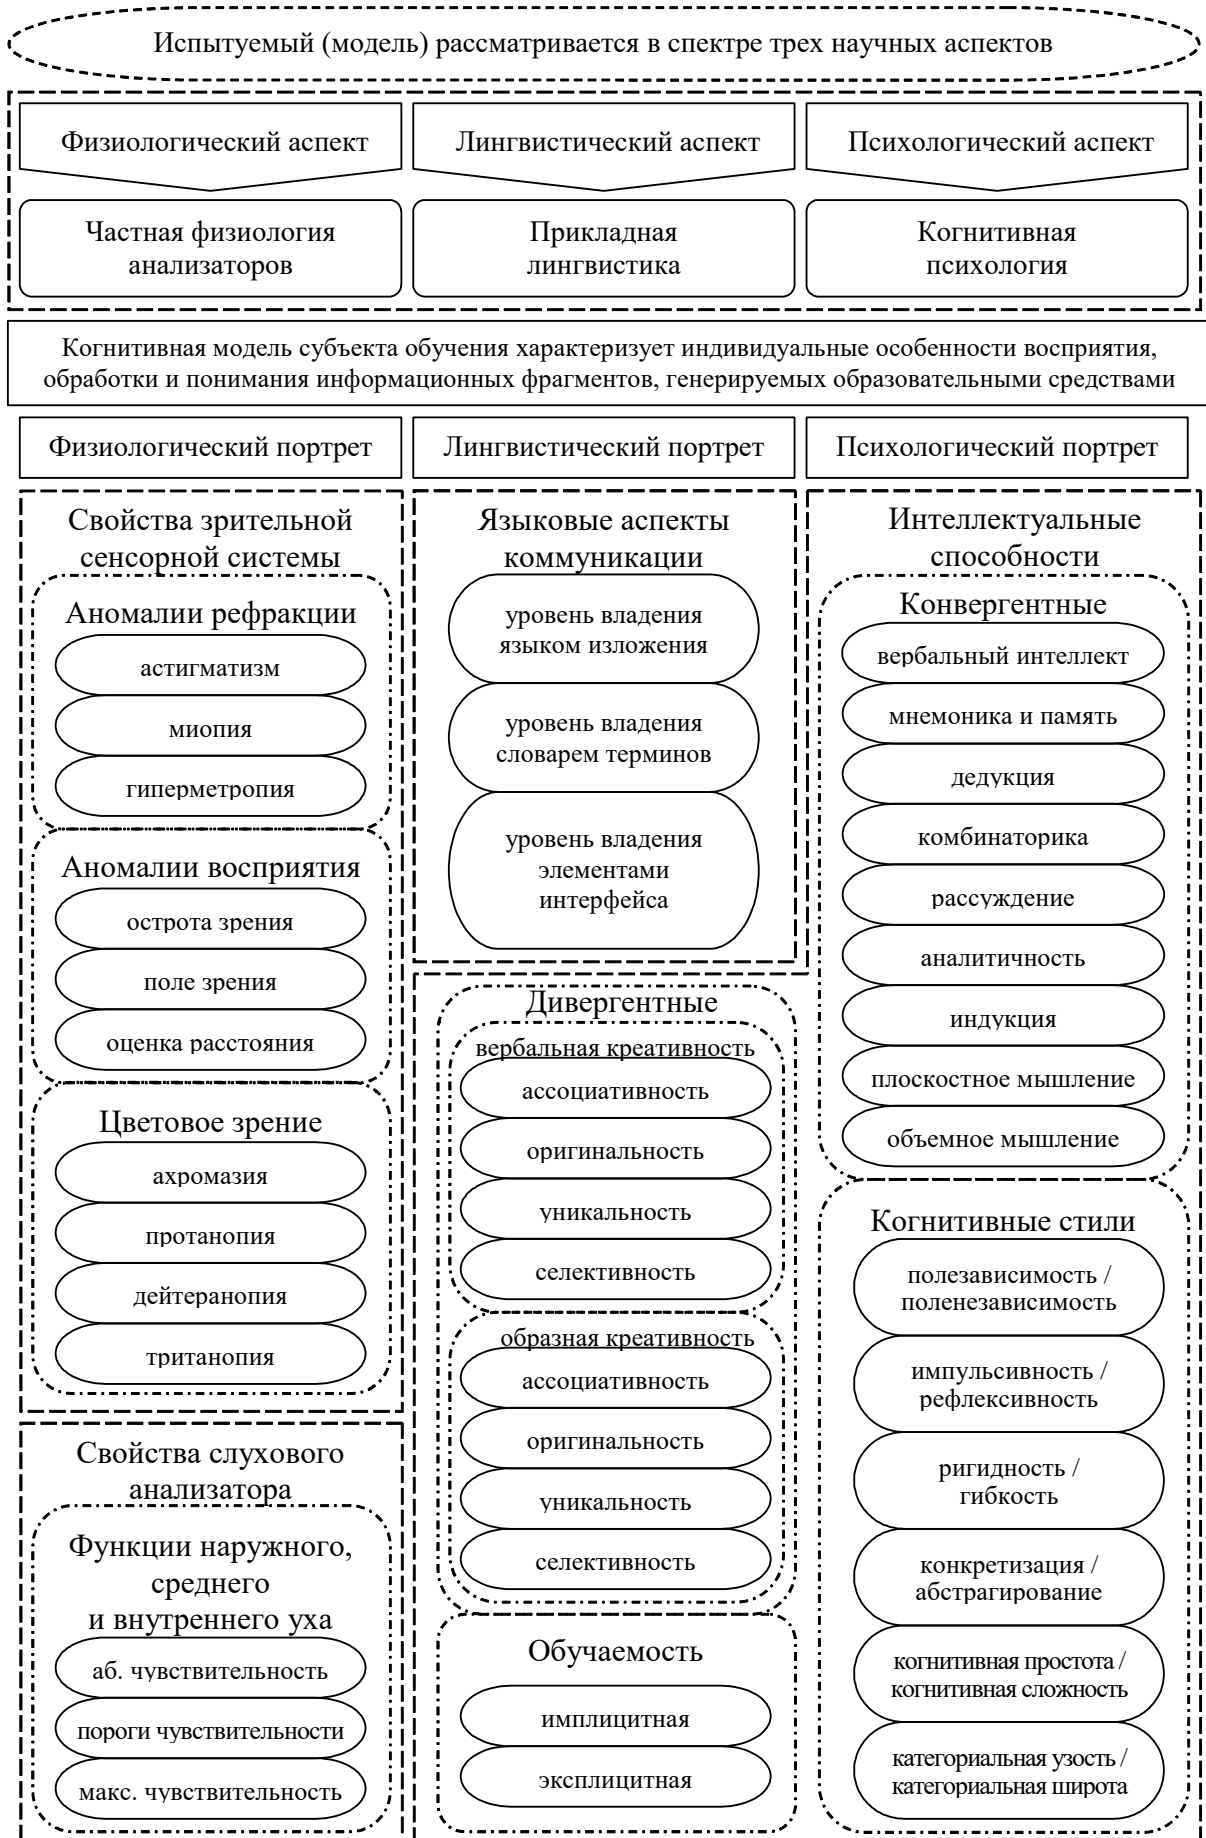 Испытуемый (модель) рассматривается в спектре трех научных аспектов
Физиологический аспект
Лингвистический аспект
Психологический аспект
Частная физиология
анализаторов
Прикладная
лингвистика
Когнитивная
психология
Когнитивная модель субъекта обучения характеризует индивидуальные особенности восприятия,
обработки и понимания информационных фрагментов, генерируемых образовательными средствами
Физиологический портрет
Лингвистический портрет
Психологический портрет
Свойства зрительной
сенсорной системы
Аномалии рефракции
астигматизм
миопия
гиперметропия
Аномалии восприятия
острота зрения
поле зрения
оценка расстояния
Цветовое зрение
ахромазия
протанопия
дейтеранопия
тританопия
Свойства слухового
анализатора
Функции наружного,
среднего
и внутреннего уха
аб. чувствительность
пороги чувствительности
макс. чувствительность
Языковые аспекты
коммуникации
уровень владения
языком изложения
уровень владения
словарем терминов
уровень владения
элементами
интерфейса
Дивергентные
вербальная креативность
ассоциативность
оригинальность
уникальность
селективность
образная креативность
ассоциативность
оригинальность
уникальность
селективность
Обучаемость
имплицитная
эксплицитная
Интеллектуальные
способности
Конвергентные
вербальный интеллект
мнемоника и память
дедукция
комбинаторика
рассуждение
аналитичность
индукция
плоскостное мышление
объемное мышление
Когнитивные стили
полезависимость /
поленезависимость
импульсивность /
рефлексивность
ригидность /
гибкость
конкретизация /
абстрагирование
когнитивная простота /
когнитивная сложность
категориальная узость /
категориальная широта